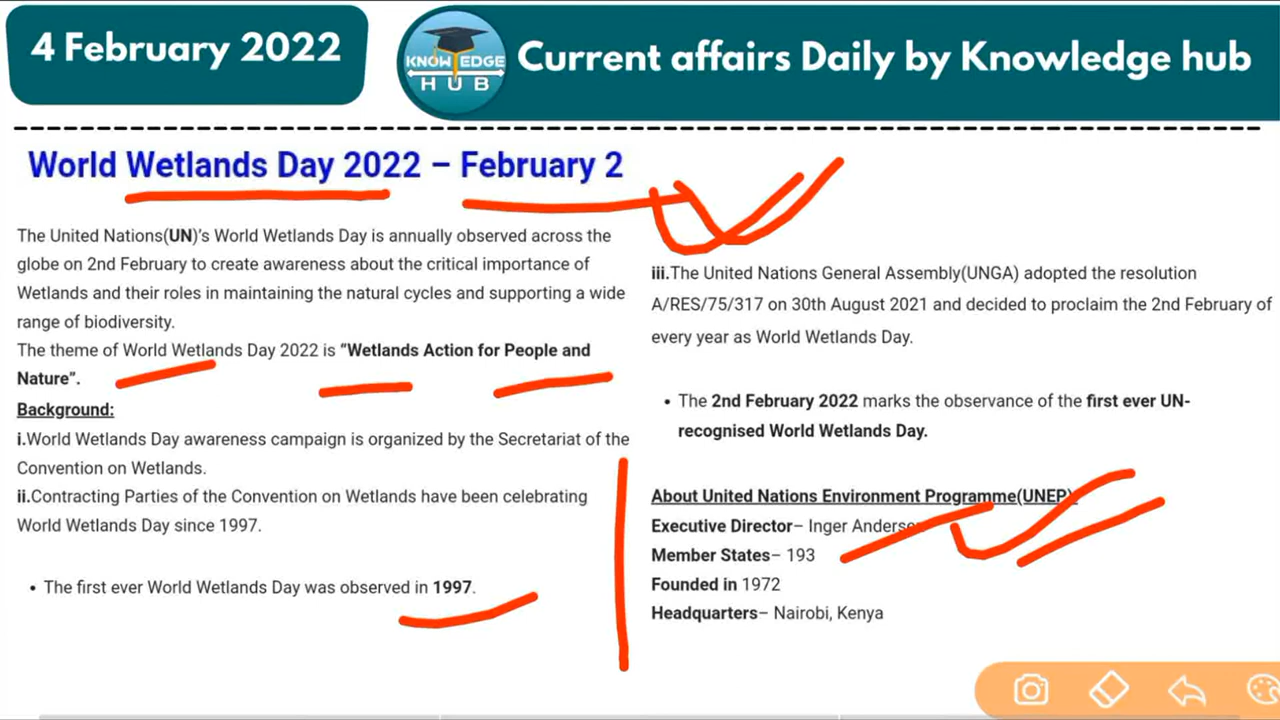 4 February 2022
KNOWLEDGE
HUB
Current affairs Daily by Knowledge hub
World Wetlands Day 2022 – February 2
The United Nations(UN)'s World Wetlands Day is annually observed across the
globe on 2nd February to create awareness about the critical importance of
Wetlands and their roles in maintaining the natural cycles and supporting a wide
range of biodiversity.
The theme of World Wetlands Day 2022 is “Wetlands Action for People and
Nature”.
Background:
i.World Wetlands Day awareness campaign is organized by the Secretariat of the
Convention on Wetlands.
ii.Contracting Parties of the Convention on Wetlands have been celebrating
World Wetlands Day since 1997.
• The first ever World Wetlands Day was observed in 1997.
iii.The United Nations General Assembly(UNGA) adopted the resolution
A/RES/75/317 on 30th August 2021 and decided to proclaim the 2nd February of
every year as World Wetlands Day.
• The 2nd February 2022 marks the observance of the first ever UN-
recognised World Wetlands Day.
About United Nations Environment Programme(UNEP)
Executive Director– Inger
Member States– 193
Founded in 1972
Headquarters– Nairobi, Kenya